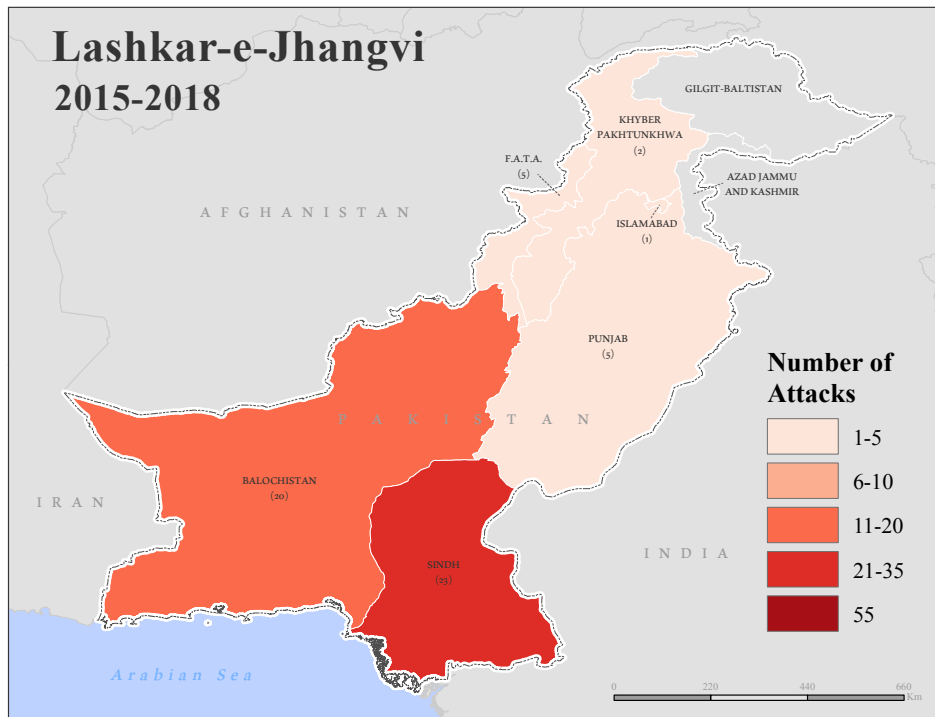 Lashkar-e-Jhangvi
2015-2018
GILGIT-BALTISTAN
KHYBER
PAKHTUNKHWA
(2)
F.A.T.A.
(5)
AZAD JAMMU
AND KASHMIR
AFGHANISTAN
ISLAMABAD
(1)
PUNJAB
(5)
PAKISTAN
BALOCHISTAN
(20)
IRAN
SINDH
(23)
INDIA
Arabian Sea
Number of
Attacks
1-5
6-10
11-20
21-35
55
0 220 440 660
Km